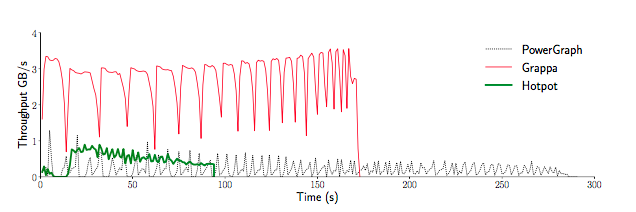 PowerGraph
Grappa
Hotpot
Throughput GB/s
4
3
2
1
0
0 50 100 150 200 250 300
Time (s)